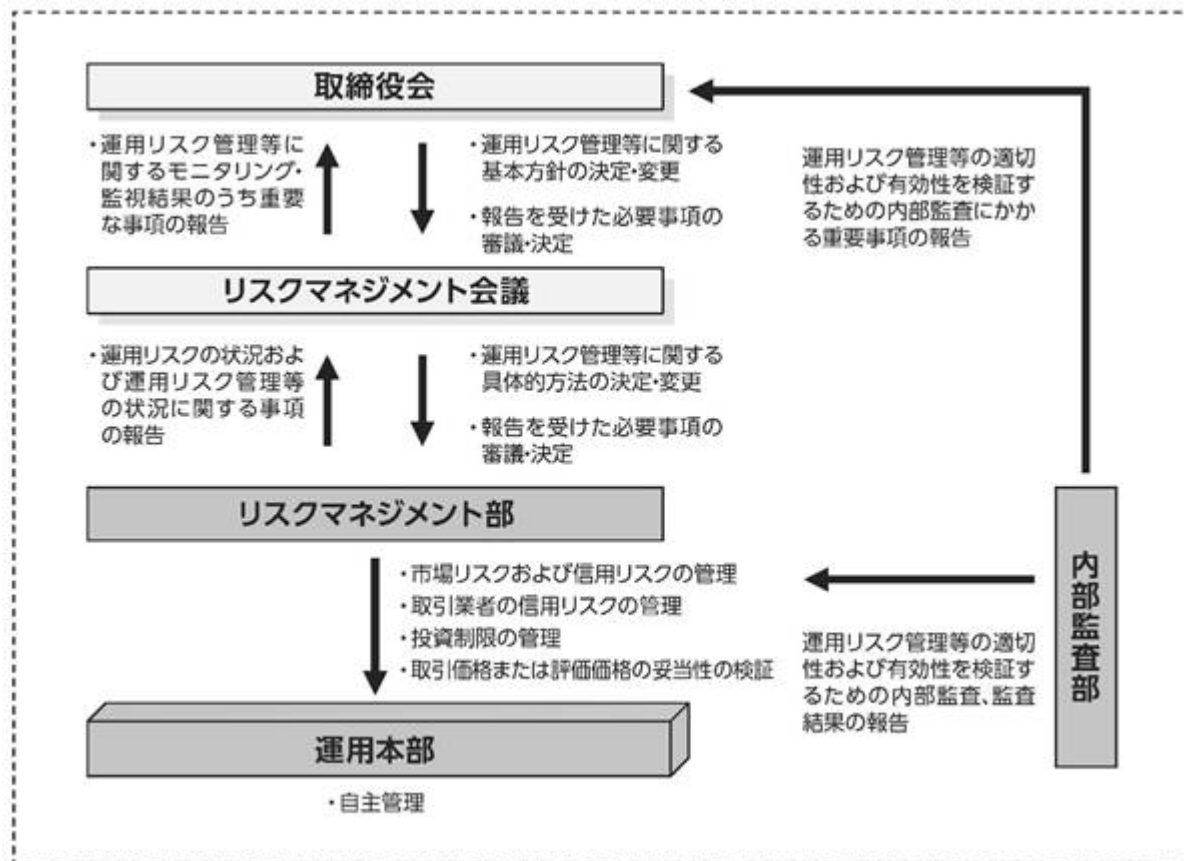 取締役会
・運用リスク管理等に
関するモニタリング・
監視結果のうち重要
な事項の報告
・運用リスク管理等に関する
基本方針の決定・変更
・報告を受けた必要事項の
審議・決定
運用リスク管理等の適切
性および有効性を検証す
るための内部監査にかか
る重要事項の報告
リスクマネジメント会議
・運用リスクの状況およ
び運用リスク管理等
の状況に関する事項
の報告
・運用リスク管理等に関する
具体的方法の決定・変更
・報告を受けた必要事項の
審議・決定
リスクマネジメント部
・市場リスクおよび信用リスクの管理
・取引業者の信用リスクの管理
・投資制限の管理
・取引価格または評価価格の妥当性の検証
内部監査部
運用リスク管理等の適切
性および有効性を検証す
るための内部監査、監査
結果の報告
運用本部
・自主管理